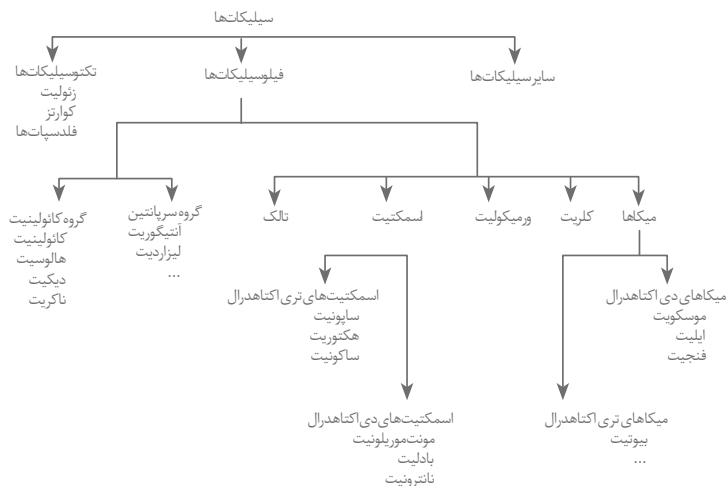 سیلیکات‌ها
سایر سیلیکات‌ها
فیلوسیلیکات‌ها
تکتوسیلیکات‌ها
زئولیت
کوارتز
فلدسپات‌ها
میکاها
کلریت
ورمیکولیت
اسمکتیت
تالک
گروه سرپانتین
آنتیگوریت
لیزاردیت
...
گروه کائولینیت
کائولینیت
هالوسیت
دیکیت
ناکریت
میکاهای دی اکتاهدرال
موسکویت
ایلیت
فنجیت
اسمکتیت‌های تری اکتاهدرال
ساپونیت
هکتوریت
ساکونیت
میکاهای تری اکتاهدرال
بیوتیت
...
اسمکتیت‌های دی اکتاهدرال
مونت‌موریلونیت
بادلیت
نانترونیت